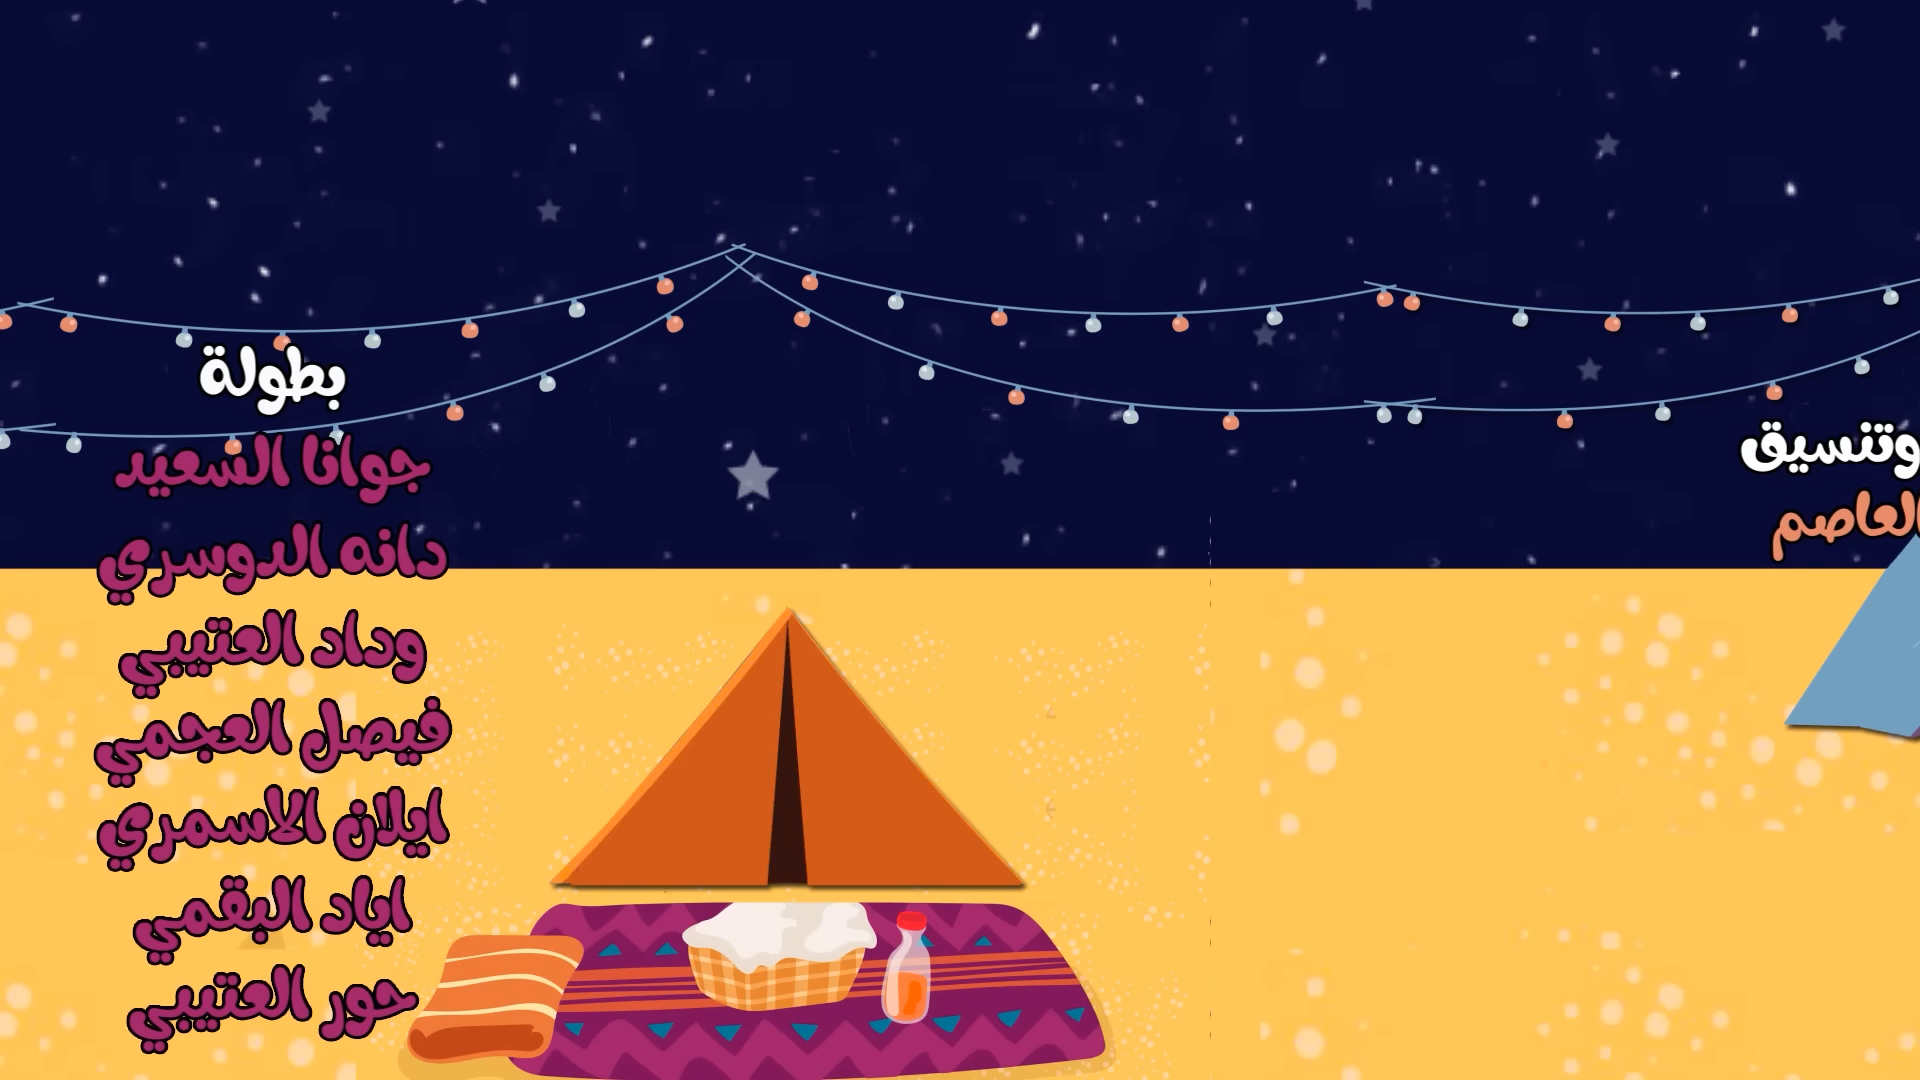 بطولة
جوانا السعيد
دانه الدوسري
وداد العتيبي
فيصل العجمي
ايلان الاسمري
اياد البقمي
حور العتيبي
وتنسيق
العاصم